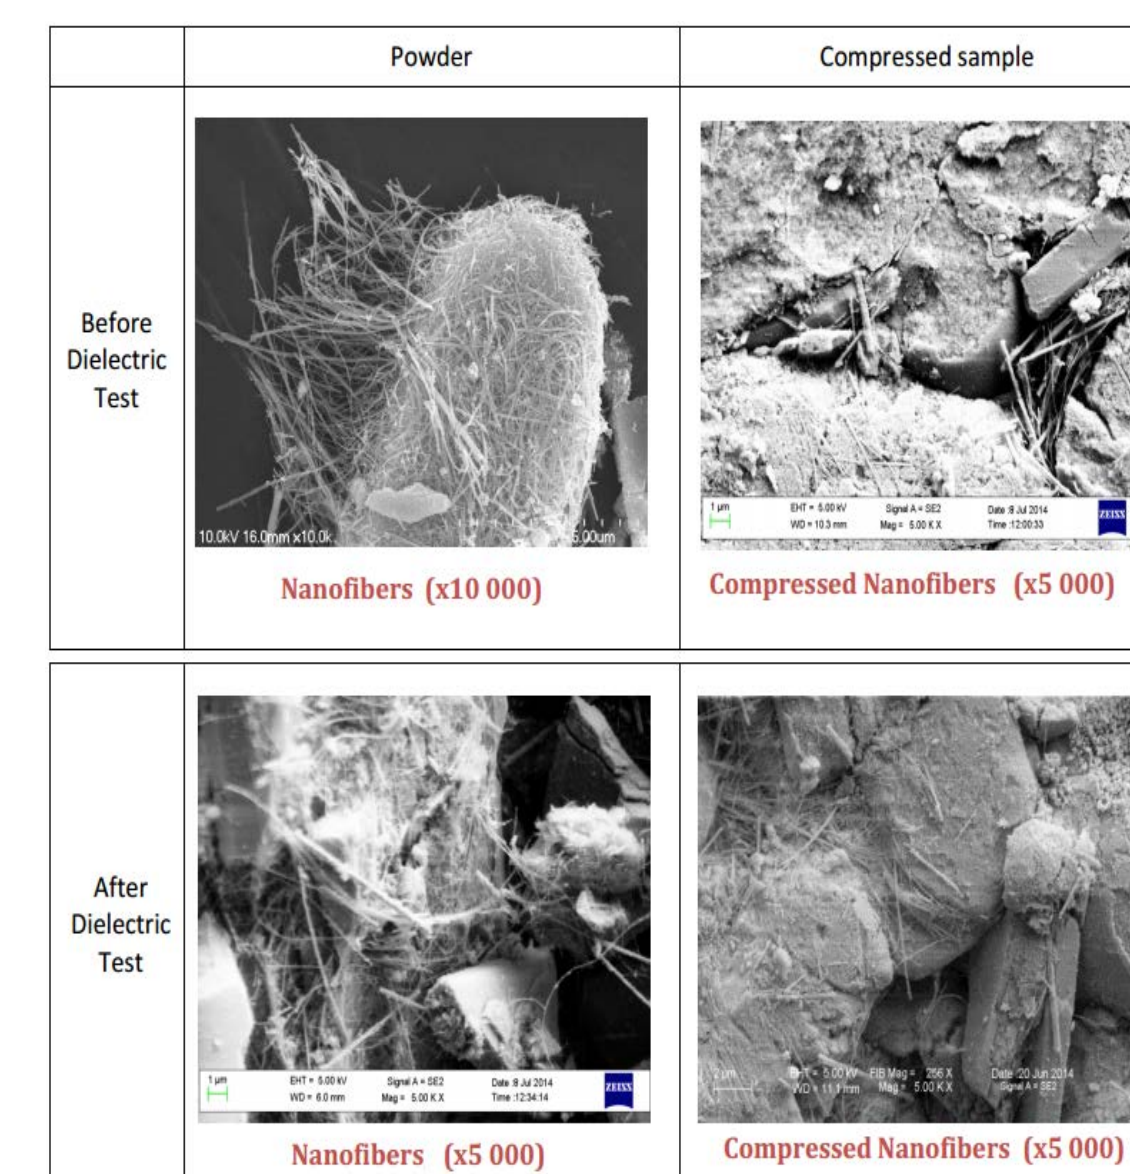 Powder
Compressed sample
Before
Dielectric
Test
10.0kV 16.0mm x10.0k
5.00um
1 µm
EHT = 5.00 kV
Signal A = SE2
Date :8 Jul 2014
WD = 10.3 mm
Mag = 5.00 K X
Time :12:00:33
ZEISS
Nanofibers (x10 000)
Compressed Nanofibers (x5 000)
After
Dielectric
Test
1 µm
EHT = 5.00 kV
Signal A = SE2
Date :8 Jul 2014
WD = 6.0 mm
Mag = 5.00 K X
Time :12:34:14
ZEISS
2 µm
EHT = 5.00 kV
FIB Mag = 256 X
Date :20 Jun 2014
WD = 11.1 mm
Mag = 5.00 K X
Signal A = SE2
Nanofibers (x5 000)
Compressed Nanofibers (x5 000)